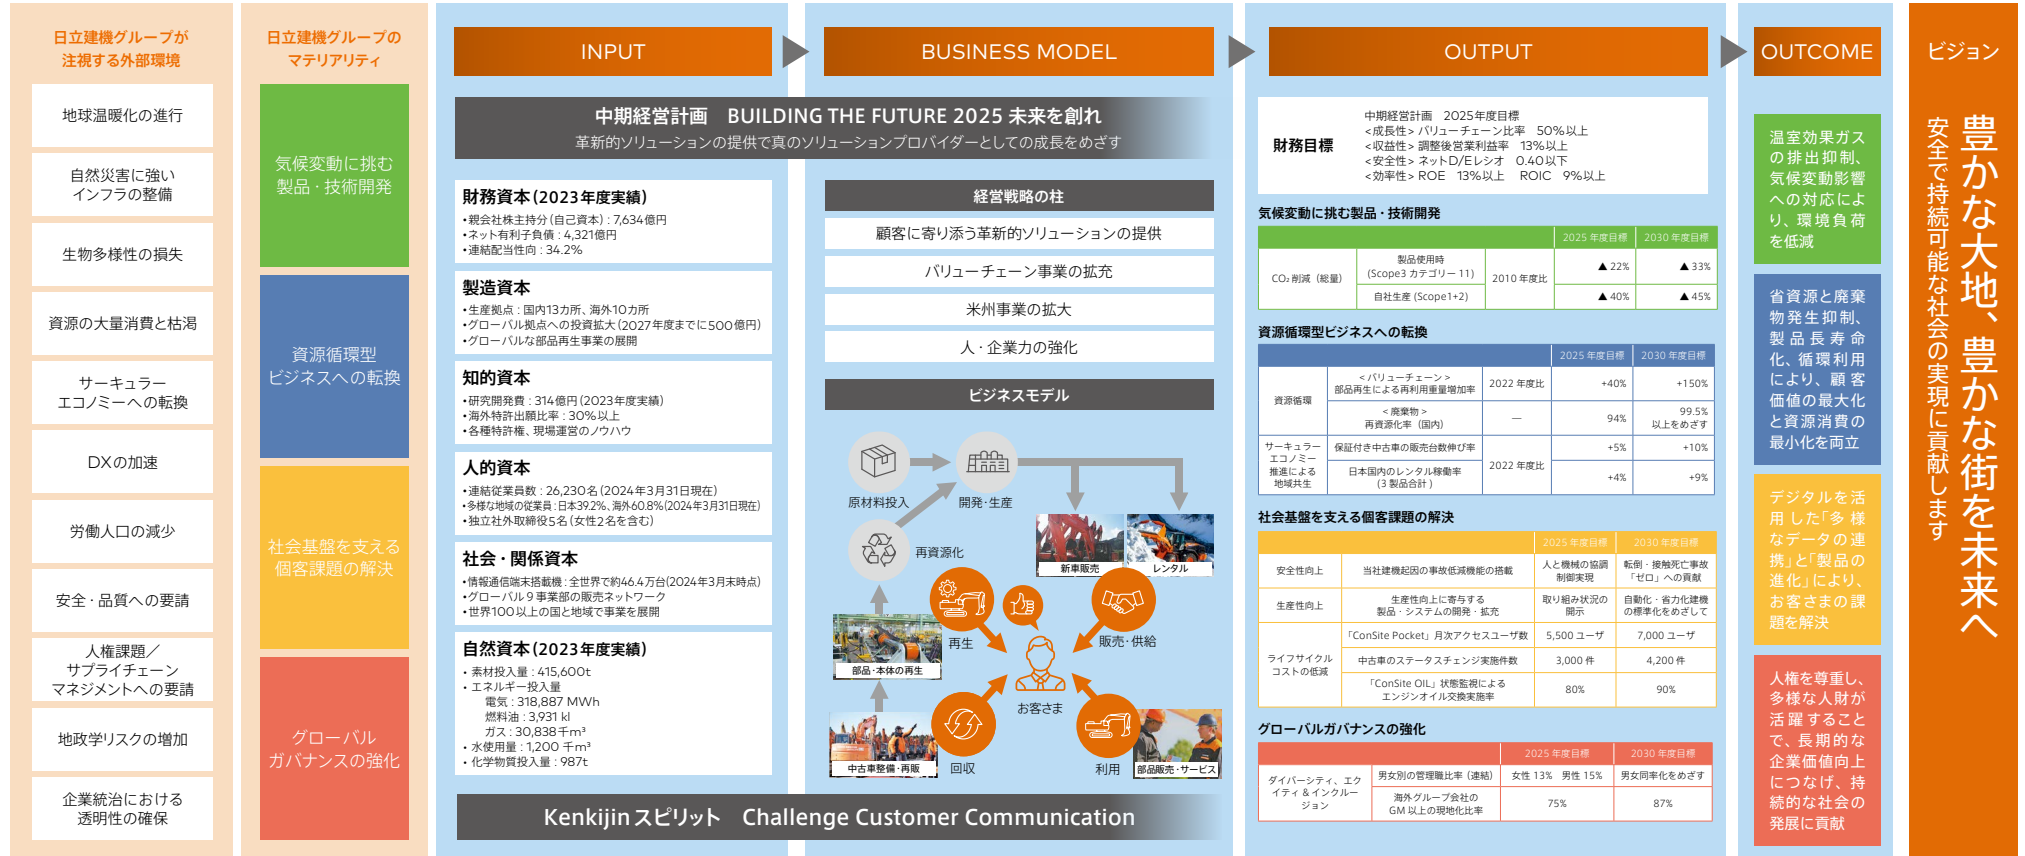 日立建機グループが
注視する外部環境
地球温暖化の進行
自然災害に強い
インフラの整備
生物多様性の損失
資源の大量消費と枯渇
サーキュラー
エコノミーへの転換
DXの加速
労働人口の減少
安全・品質への要請
人権課題／
サプライチェーン
マネジメントへの要請
地政学リスクの増加
企業統治における
透明性の確保
日立建機グループの
マテリアリティ
気候変動に挑む
製品・技術開発
資源循環型
ビジネスへの転換
社会基盤を支える
個客課題の解決
グローバル
ガバナンスの強化
INPUT
BUSINESS MODEL
中期経営計画　BUILDING THE FUTURE 2025 未来を創れ
革新的ソリューションの提供で真のソリューションプロバイダーとしての成長をめざす
財務資本（2023年度実績）
•親会社株主持分（自己資本）：7,634億円
•ネット有利子負債：4,321億円
•連結配当性向：34.2%
製造資本
•生産拠点：国内13カ所、海外10カ所
•グローバル拠点への投資拡大（2027年度までに500億円）
•グローバルな部品再生事業の展開
知的資本
•研究開発費：314億円（2023年度実績）
•海外特許出願比率：30%以上
•各種特許権、現場運営のノウハウ
人的資本
•連結従業員数：26,230名（2024年3月31日現在）
•多様な地域の従業員：日本39.2%、海外60.8%（2024年3月31日現在）
•独立社外取締役5名（女性2名を含む）
社会・関係資本
•情報通信端末搭載機：全世界で約46.4万台（2024年3月末時点）
•グローバル9事業部の販売ネットワーク
•世界100以上の国と地域で事業を展開
自然資本（2023年度実績）
• 素材投入量：415,600t
• エネルギー投入量
電気：318,887 MWh
燃料油：3,931 kl
ガス：30,838千m³
• 水使用量：1,200 千m³
• 化学物質投入量：987t
経営戦略の柱
顧客に寄り添う革新的ソリューションの提供
バリューチェーン事業の拡充
米州事業の拡大
人・企業力の強化
ビジネスモデル
原材料投入
開発・生産
再資源化
新車販売
レンタル
再生
販売・供給
部品・本体の再生
お客さま
中古車整備・再販
回収
利用
部品販売・サービス
Kenkijinスピリット　Challenge Customer Communication
OUTPUT
財務目標
中期経営計画　2025年度目標
<成長性> バリューチェーン比率　50%以上
<収益性> 調整後営業利益率　13%以上
<安全性> ネットD/Eレシオ　0.40以下
<効率性> ROE　13%以上　ROIC　9%以上
気候変動に挑む製品・技術開発
2025 年度目標　2030 年度目標
CO₂ 削減（総量）　製品使用時（Scope3 カテゴリー 11）　2010 年度比　▲ 22%　▲ 33%
自社生産（Scope1+2）　▲ 40%　▲ 45%
資源循環型ビジネスへの転換
2025 年度目標　2030 年度目標
資源循環　＜バリューチェーン＞部品再生による再利用重量増加率　2022 年度比　+40%　+150%
＜廃棄物＞再資源化率（国内）　—　94%　99.5%以上をめざす
サーキュラーエコノミー推進による地域共生　保証付き中古車の販売台数伸び率　2022 年度比　+5%　+10%
日本国内のレンタル稼働率（3 製品合計）　+4%　+9%
社会基盤を支える個客課題の解決
2025 年度目標　2030 年度目標
安全性向上　当社建機起因の事故低減機能の搭載　人と機械の協調制御実現　転倒・接触死亡事故「ゼロ」への貢献
生産性向上　生産性向上に寄与する製品・システムの開発・拡充　取り組み状況の開示　自動化・省力化建機の標準化をめざして
ライフサイクルコストの低減　「ConSite Pocket」月次アクセスユーザ数　5,500 ユーザ　7,000 ユーザ
中古車のステータスチェンジ実施件数　3,000 件　4,200 件
「ConSite OIL」状態監視によるエンジンオイル交換実施率　80%　90%
グローバルガバナンスの強化
2025 年度目標　2030 年度目標
ダイバーシティ、エクイティ & インクルージョン　男女別の管理職比率（連結）　女性 13%　男性 15%　男女同率化をめざす
海外グループ会社のGM 以上の現地化比率　75%　87%
OUTCOME
温室効果ガス
の排出抑制、
気候変動影響
への対応によ
り、環境負荷
を低減
省資源と廃棄
物発生抑制、
製品長寿命
化、循環利用
により、顧客
価値の最大化
と資源消費の
最小化を両立
デジタルを活
用した「多様
なデータの連
携」と「製品の
進化」により、
お客さまの課
題を解決
人権を尊重し、
多様な人財が
活躍すること
で、長期的な
企業価値向上
につなげ、持
続的な社会の
発展に貢献
ビジョン
豊かな大地、豊かな街を未来へ
安全で持続可能な社会の実現に貢献します